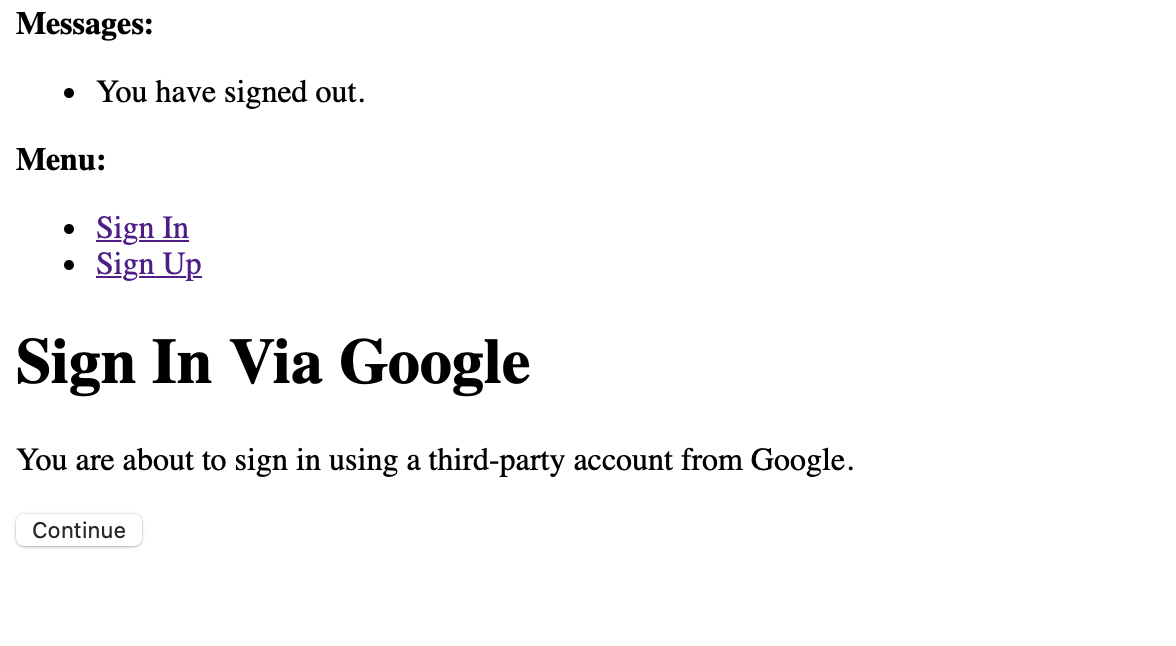 Messages:
You have signed out.
Menu:
Sign In
Sign Up
Sign In Via Google
You are about to sign in using a third-party account from Google.
Continue